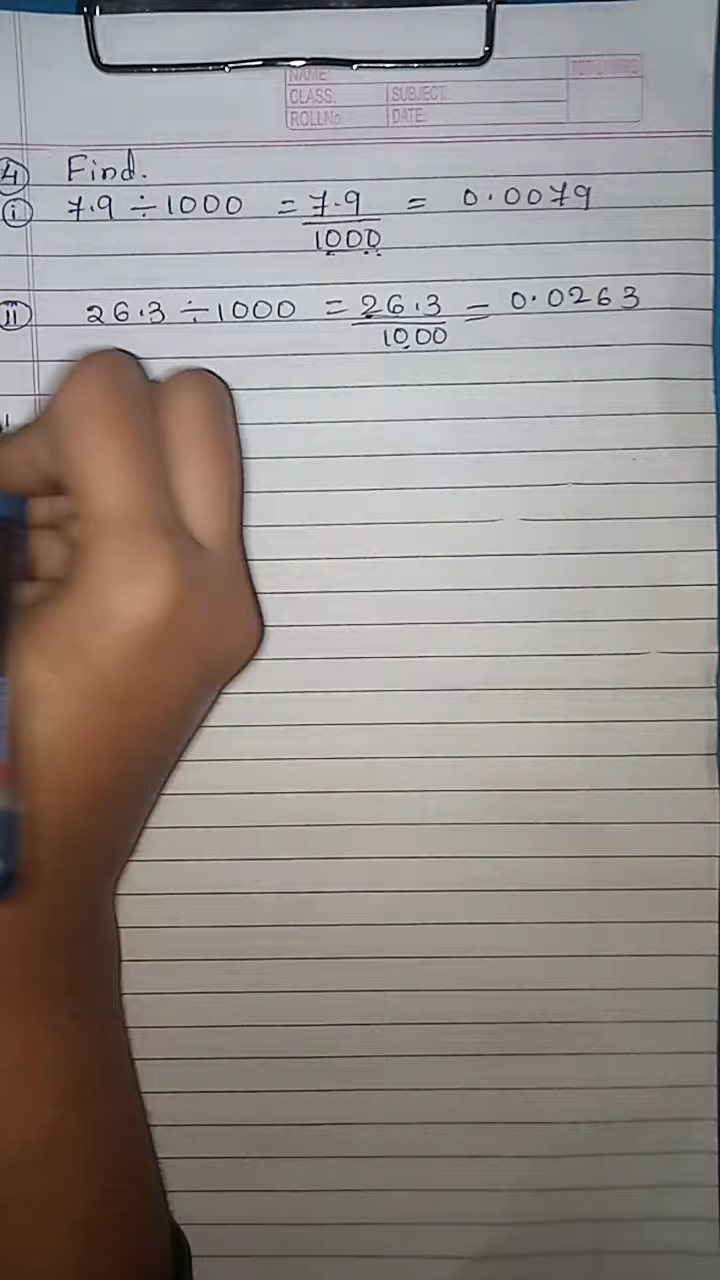 NAME
CLASS. SUBJECT
ROLLNo. DATE.
4 Find.
i 7.9 ÷ 1000 = 7.9/1000 = 0.0079
ii 26.3 ÷ 1000 = 26.3/1000 = 0.0263